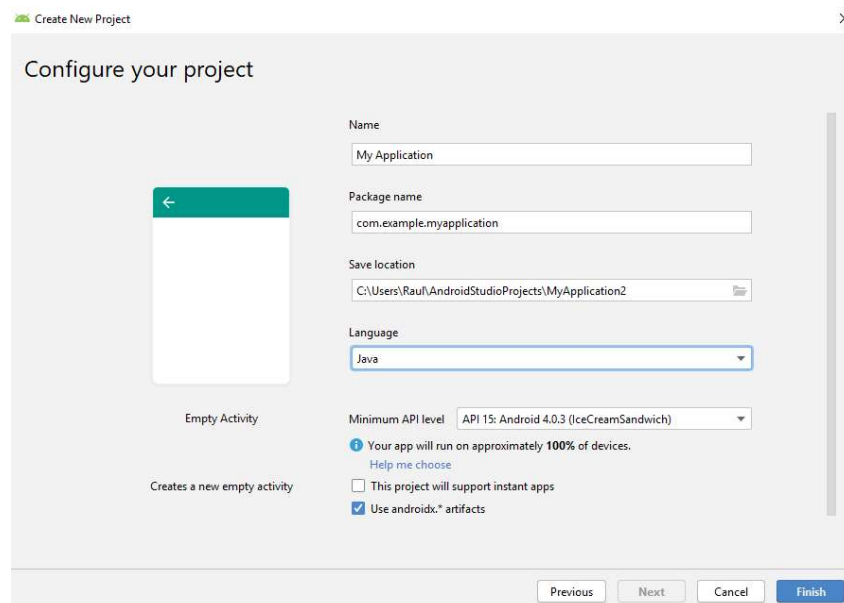 Create New Project
Configure your project
Name
My Application
Package name
com.example.myapplication
Save location
C:\Users\Raul\AndroidStudioProjects\MyApplication2
Language
Java
Empty Activity
Minimum API level API 15: Android 4.0.3 (IceCreamSandwich)
Your app will run on approximately 100% of devices.
Help me choose
Creates a new empty activity
This project will support instant apps
Use androidx.* artifacts
Previous Next Cancel Finish